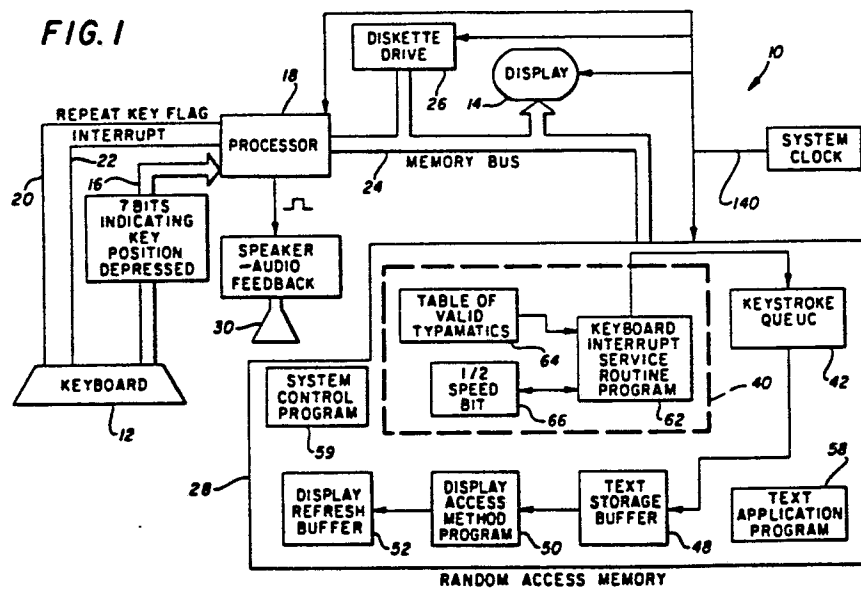 FIG. 1
DISKETTE
DRIVE
26
DISPLAY
14
10
18
REPEAT KEY FLAG
INTERRUPT
PROCESSOR
SYSTEM
CLOCK
140
20
22
16
24
MEMORY BUS
7 BITS
INDICATING
KEY
POSITION
DEPRESSED
SPEAKER
-AUDIO
FEEDBACK
30
KEYBOARD
12
TABLE OF
VALID
TYPAMATICS
64
1/2
SPEED
BIT
66
KEYBOARD
INTERRUPT
SERVICE
ROUTINE
PROGRAM
62
40
KEYSTROKE
QUEUC
42
SYSTEM
CONTROL
PROGRAM
59
28
DISPLAY
REFRESH
BUFFER
52
DISPLAY
ACCESS
METHOD
PROGRAM
50
TEXT
STORAGE
BUFFER
48
58
TEXT
APPLICATION
PROGRAM
RANDOM ACCESS MEMORY